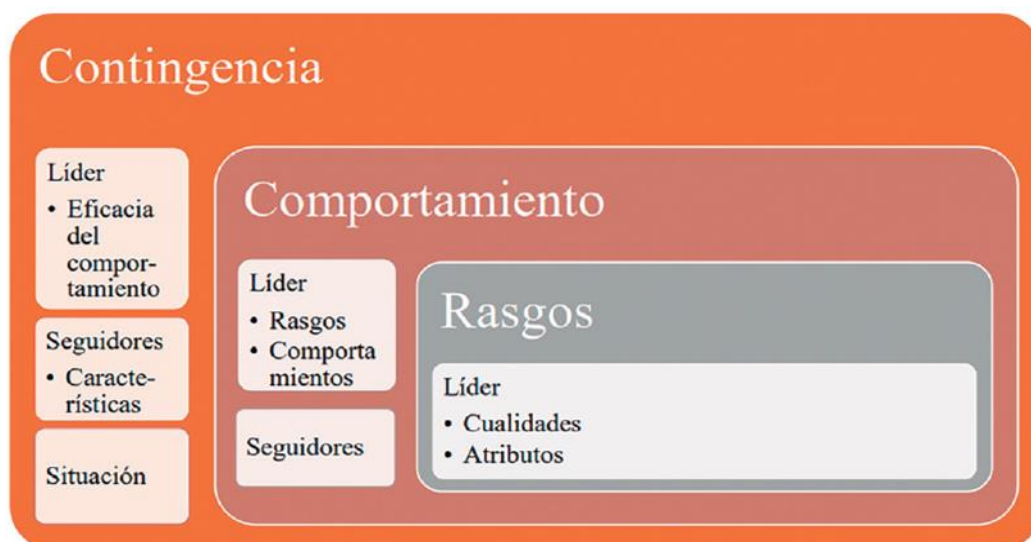 Contingencia
Líder
• Eficacia
del
compor-
tamiento
Seguidores
• Caracte-
rísticas
Situación
Comportamiento
Líder
• Rasgos
• Comporta
mientos
Seguidores
Rasgos
Líder
• Cualidades
• Atributos